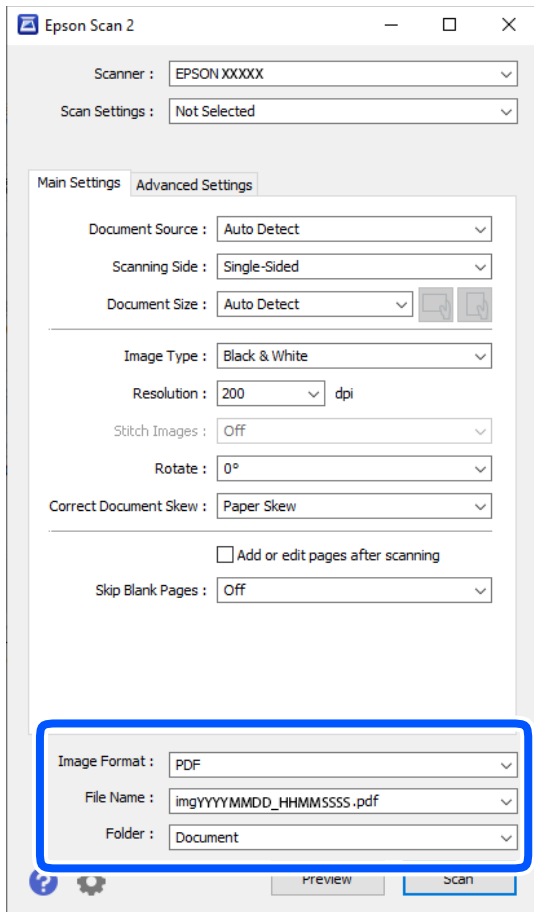 Epson Scan 2
Scanner : EPSON XXXXX
Scan Settings : Not Selected
Main Settings Advanced Settings
Document Source : Auto Detect
Scanning Side : Single-Sided
Document Size : Auto Detect
Image Type : Black & White
Resolution : 200 dpi
Stitch Images : Off
Rotate : 0°
Correct Document Skew : Paper Skew
Add or edit pages after scanning
Skip Blank Pages : Off
Image Format : PDF
File Name : imgYYYYMMDD_HHMMSSSS.pdf
Folder : Document
? Preview Scan